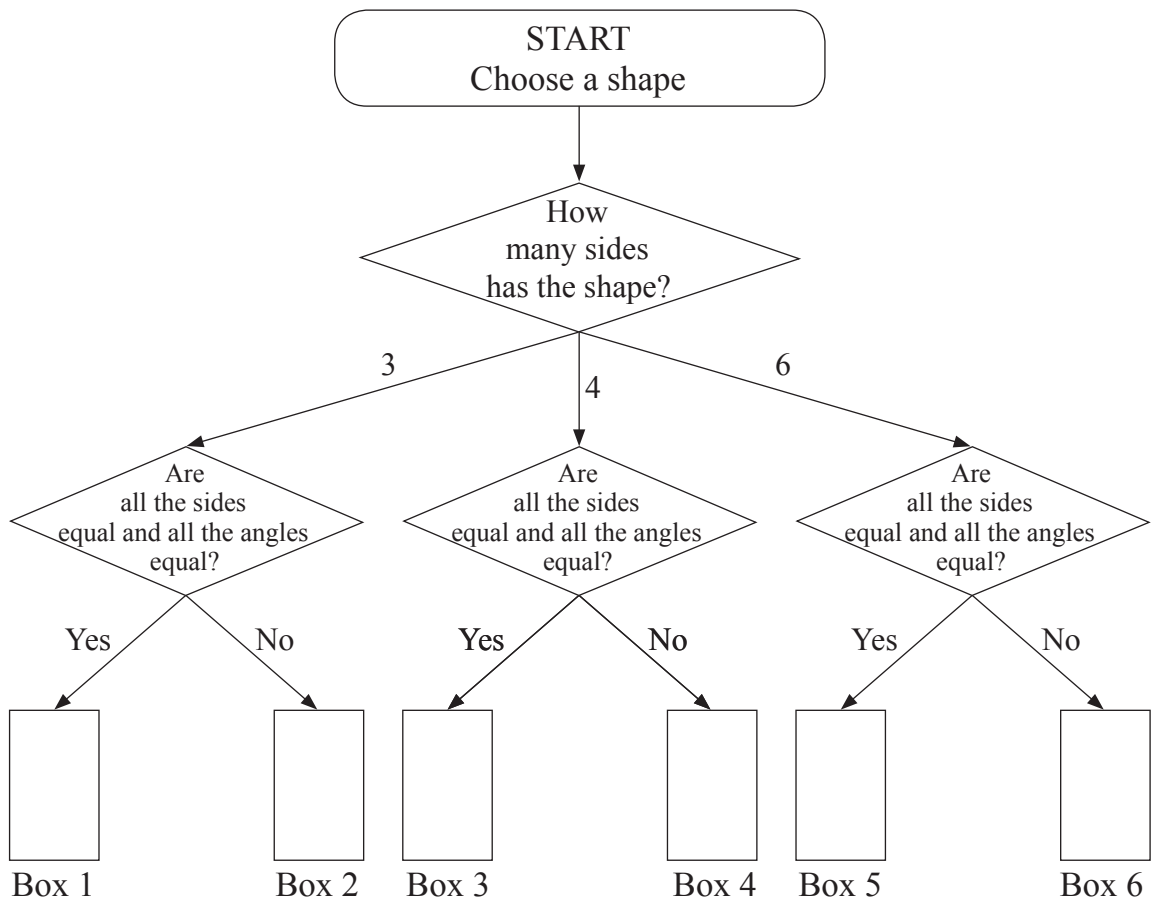 START
Choose a shape
How
many sides
has the shape?
3
4
6
Are
all the sides
equal and all the angles
equal?
Are
all the sides
equal and all the angles
equal?
Are
all the sides
equal and all the angles
equal?
Yes
No
Yes
No
Yes
No
Box 1
Box 2
Box 3
Box 4
Box 5
Box 6